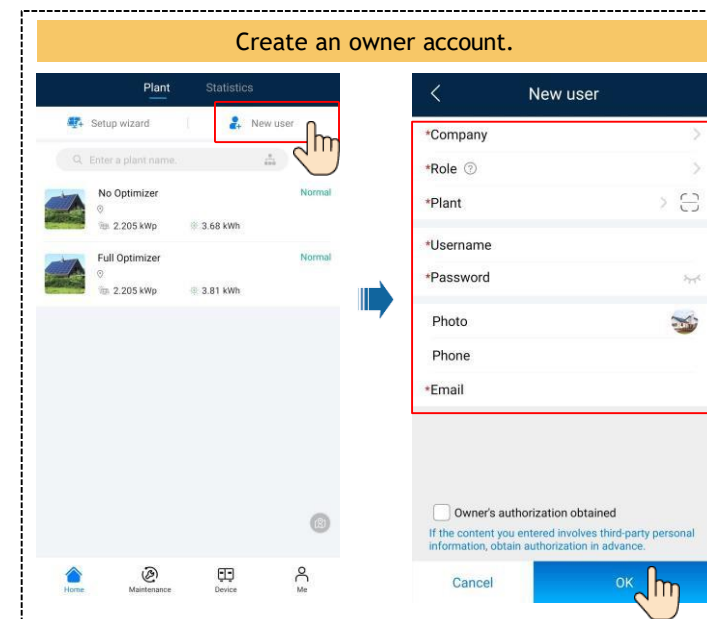 Create an owner account.
Plant Statistics
Setup wizard New user
Enter a plant name.
No Optimizer Normal
2.205 kWp 3.68 kWh
Full Optimizer Normal
2.205 kWp 3.81 kWh
Home Maintenance Device Me
New user
*Company
*Role
*Plant
*Username
*Password
Photo
Phone
*Email
Owner's authorization obtained
If the content you entered involves third-party personal
information, obtain authorization in advance.
Cancel OK